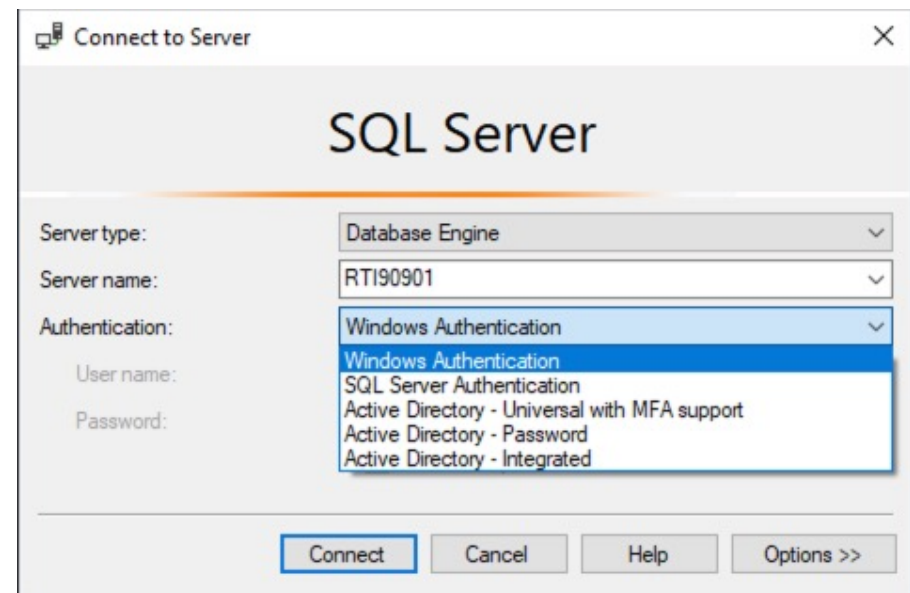 Connect to Server
SQL Server
Server type: Database Engine
Server name: RTI90901
Authentication: Windows Authentication
Windows Authentication
User name:
SQL Server Authentication
Active Directory - Universal with MFA support
Password:
Active Directory - Password
Active Directory - Integrated
Connect Cancel Help Options >>